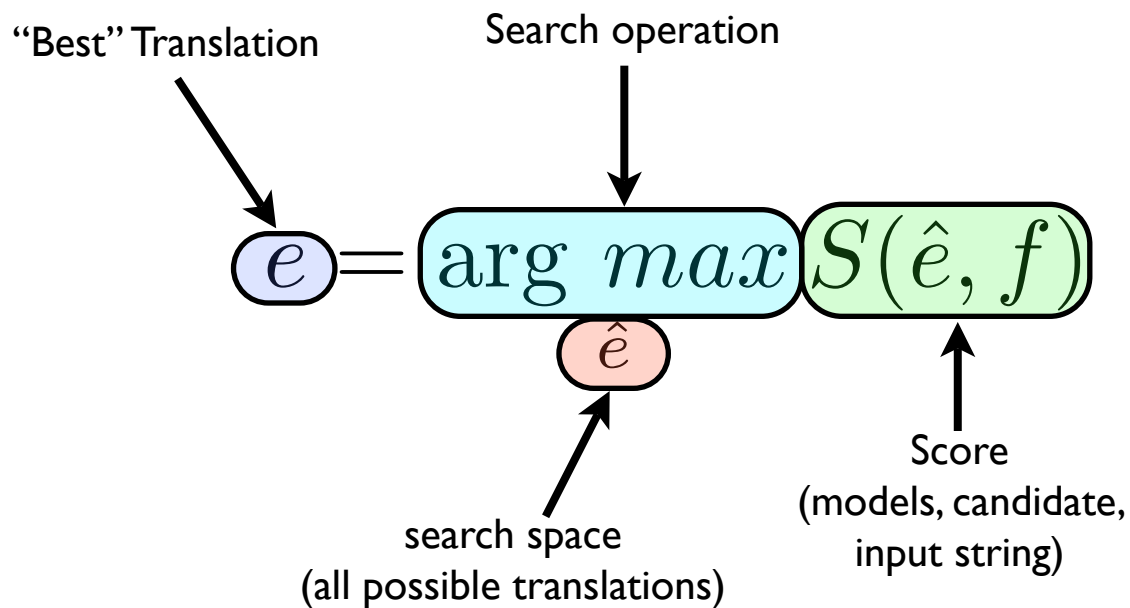 “Best” Translation
Search operation
e = arg max S(ê, f)
ê
search space
(all possible translations)
Score
(models, candidate,
input string)